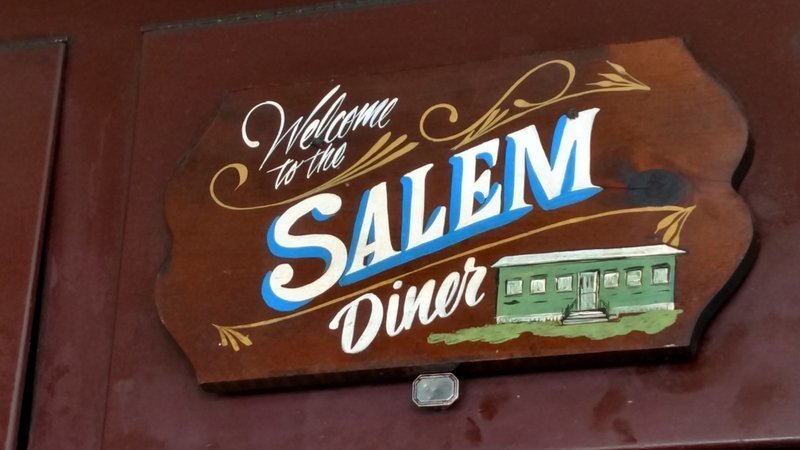 Welcome
to the
SALEM
Diner